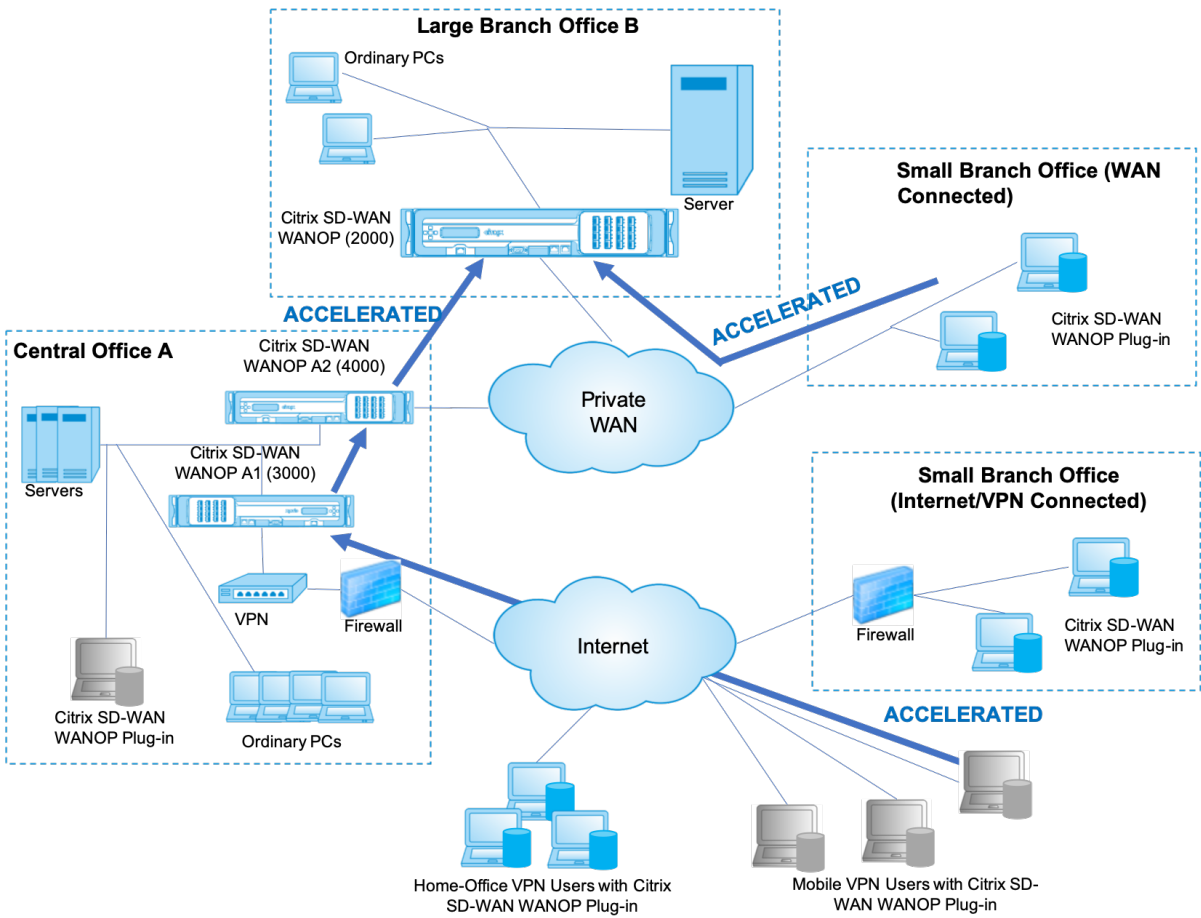 Large Branch Office B
Ordinary PCs
Server
Citrix SD-WAN
WANOP (2000)
Small Branch Office (WAN
Connected)
Citrix SD-WAN
WANOP Plug-in
ACCELERATED
ACCELERATED
Central Office A
Citrix SD-WAN
WANOP A2 (4000)
Private
WAN
Servers
Citrix SD-WAN
WANOP A1 (3000)
VPN
Firewall
Citrix SD-WAN
WANOP Plug-in
Ordinary PCs
Internet
Small Branch Office
(Internet/VPN Connected)
Firewall
Citrix SD-WAN
WANOP Plug-in
ACCELERATED
Home-Office VPN Users with Citrix
SD-WAN WANOP Plug-in
Mobile VPN Users with Citrix SD-
WAN WANOP Plug-in